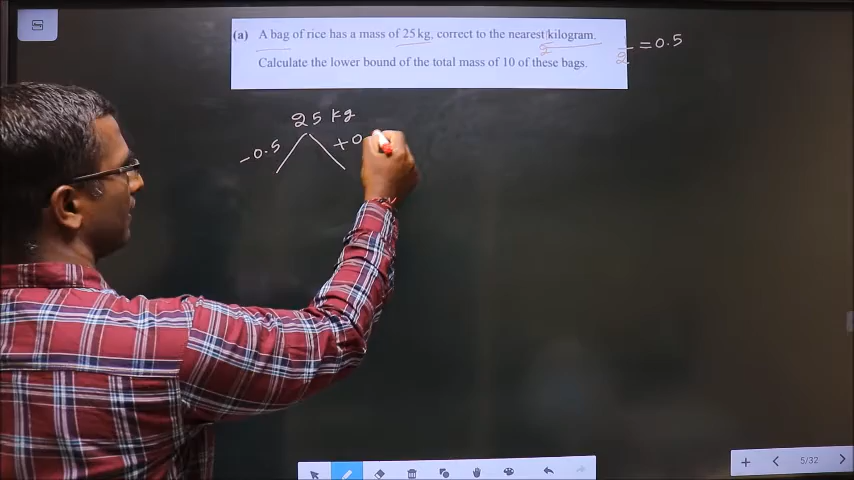 (a) A bag of rice has a mass of 25 kg, correct to the nearest kilogram.
Calculate the lower bound of the total mass of 10 of these bags.
1/2 = 0.5
25 kg
-0.5 +0
5/32